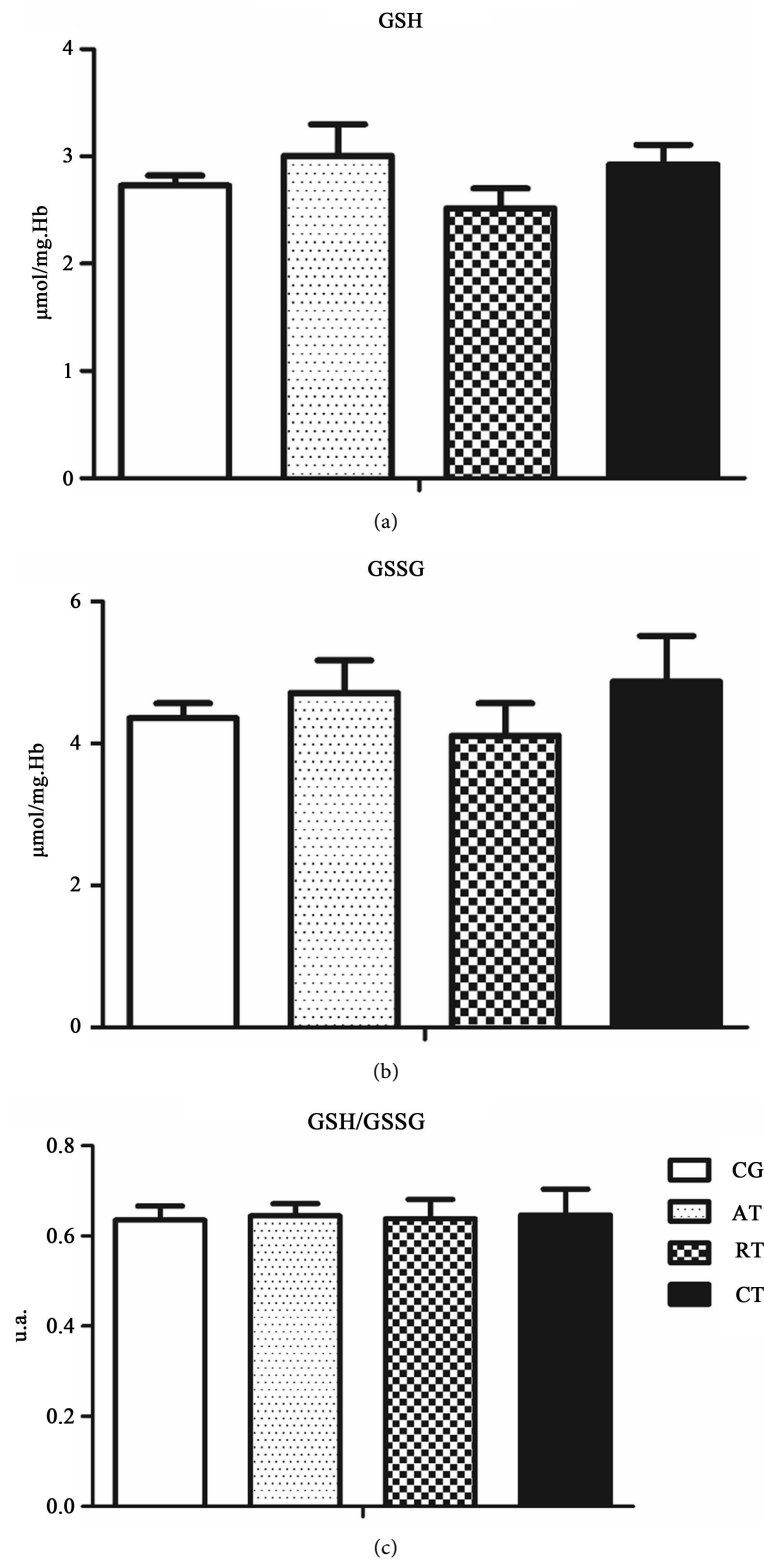 GSH
4
3
2
1
0
μmol/mg.Hb
(a)
GSSG
6
4
2
0
μmol/mg.Hb
(b)
GSH/GSSG
0.8
0.6
0.4
0.2
0.0
u.a.
CG
AT
RT
CT
(c)